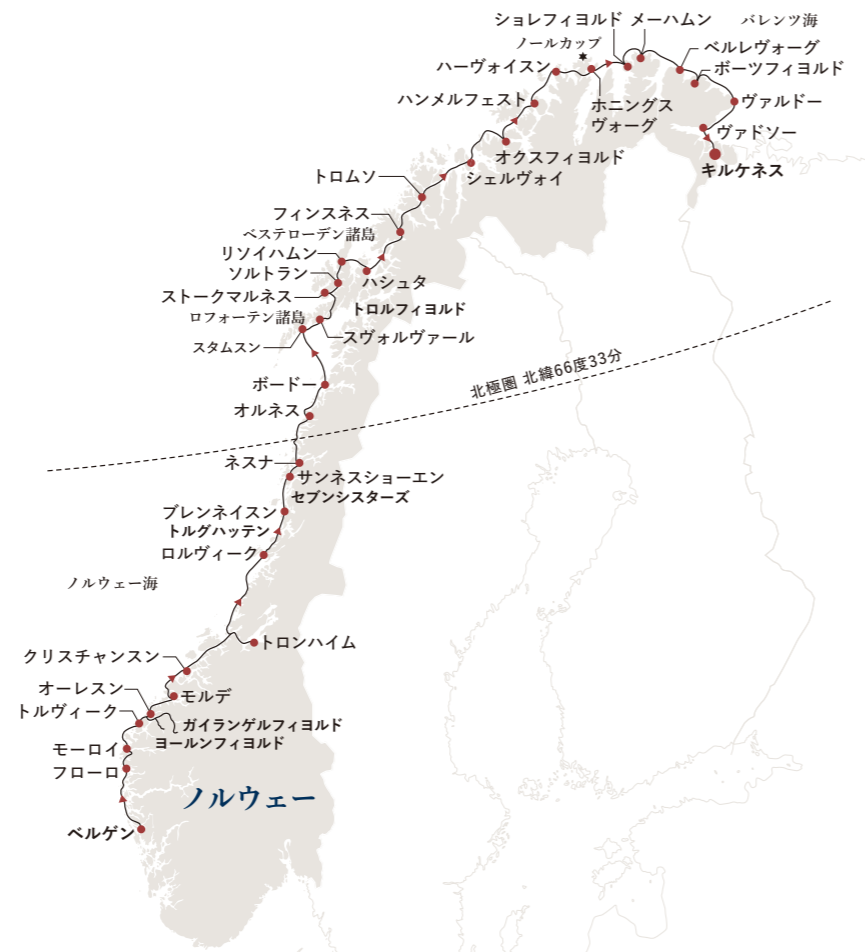 ショレフィヨルド
メーハムン
バレンツ海
ノールカップ
ベルレヴォーグ
ハーヴォイスン
ボーツフィヨルド
ハンメルフェスト
ホニングス
ヴォーグ
ヴァルドー
ヴァドソー
オクスフィヨルド
キルケネス
トロムソ
シェルヴォイ
フィンスネス
ベステローデン諸島
リソイハムン
ソルトラン
ハシュタ
ストークマルネス
トロルフィヨルド
ロフォーテン諸島
スヴォルヴァール
スタムスン
北極圏 北緯66度33分
ボードー
オルネス
ネスナ
サンネスショーエン
セブンシスターズ
ブレンネイスン
トルグハッテン
ロルヴィーク
ノルウェー海
トロンハイム
クリスチャンスン
オーレスン
モルデ
トルヴィーク
ガイランゲルフィヨルド
ヨールンフィヨルド
モーロイ
フローロ
ノルウェー
ベルゲン